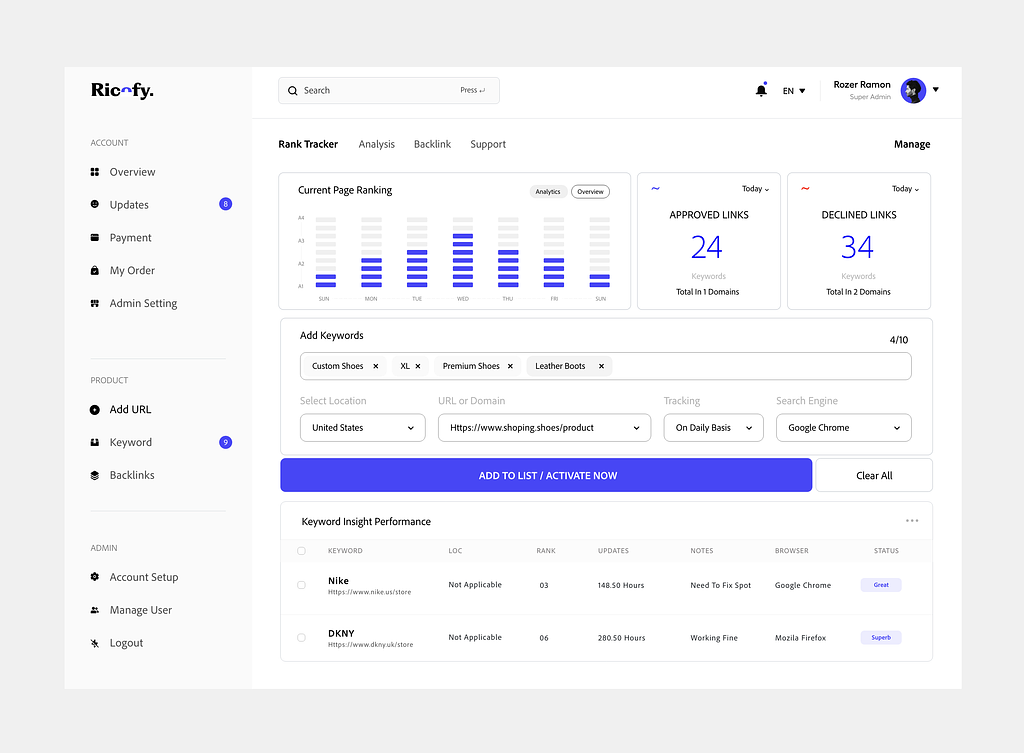 Ricofy.
Search Press
EN
Rozer Ramon
Super Admin
ACCOUNT
Overview
Updates 8
Payment
My Order
Admin Setting
PRODUCT
Add URL
Keyword 9
Backlinks
ADMIN
Account Setup
Manage User
Logout
Rank Tracker Analysis Backlink Support Manage
Current Page Ranking
Analytics Overview
A4
A3
A2
A1
SUN MON TUE WED THU FRI SUN
Today
APPROVED LINKS
24
Keywords
Total In 1 Domains
Today
DECLINED LINKS
34
Keywords
Total In 2 Domains
Add Keywords 4/10
Custom Shoes × XL × Premium Shoes × Leather Boots ×
Select Location URL or Domain Tracking Search Engine
United States Https://www.shoping.shoes/product On Daily Basis Google Chrome
ADD TO LIST / ACTIVATE NOW Clear All
Keyword Insight Performance
KEYWORD LOC RANK UPDATES NOTES BROWSER STATUS
Nike
Https://www.nike.us/store
Not Applicable 03 148.50 Hours Need To Fix Spot Google Chrome Great
DKNY
Https://www.dkny.uk/store
Not Applicable 06 280.50 Hours Working Fine Mozila Firefox Superb